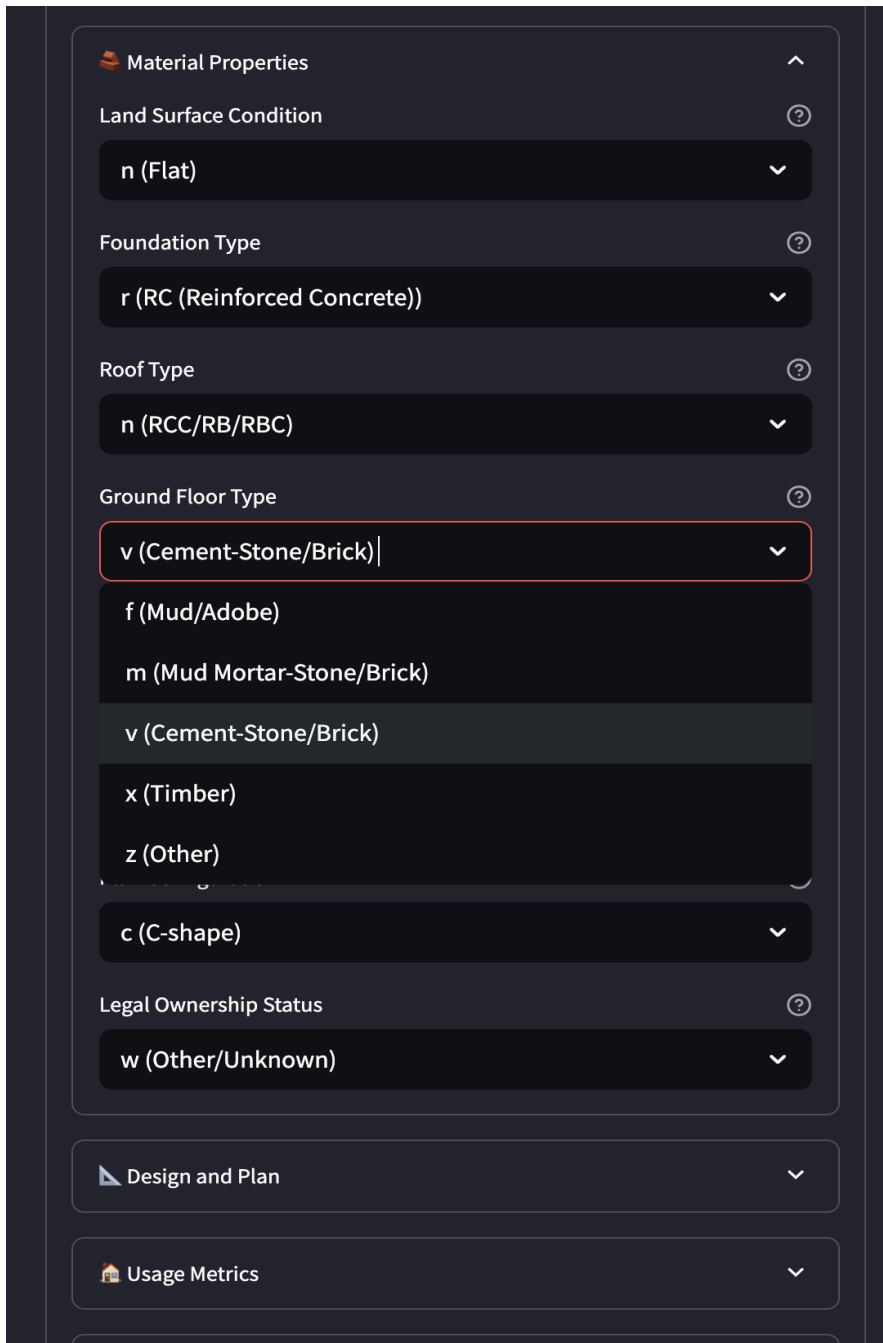 Material Properties
Land Surface Condition
n (Flat)
Foundation Type
r (RC (Reinforced Concrete))
Roof Type
n (RCC/RB/RBC)
Ground Floor Type
v (Cement-Stone/Brick)
f (Mud/Adobe)
m (Mud Mortar-Stone/Brick)
v (Cement-Stone/Brick)
x (Timber)
z (Other)
c (C-shape)
Legal Ownership Status
w (Other/Unknown)
Design and Plan
Usage Metrics